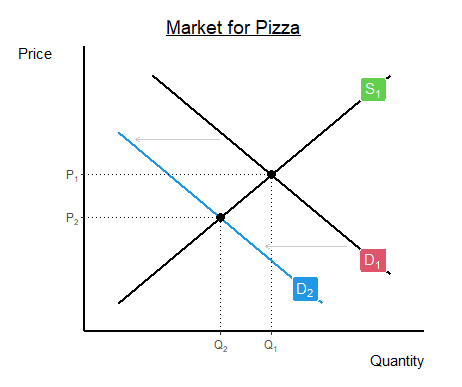 Market for Pizza
Price
S₁
P₁
P₂
D₁
D₂
Q₂ Q₁
Quantity